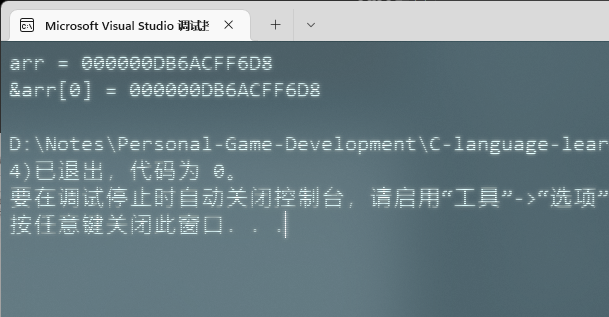 Microsoft Visual Studio 调试控
arr = 000000DB6ACFF6D8
&arr[0] = 000000DB6ACFF6D8
D:\Notes\Personal-Game-Development\C-language-lear
4)已退出，代码为 0。
要在调试停止时自动关闭控制台，请启用“工具”->“选项”
按任意键关闭此窗口. . .